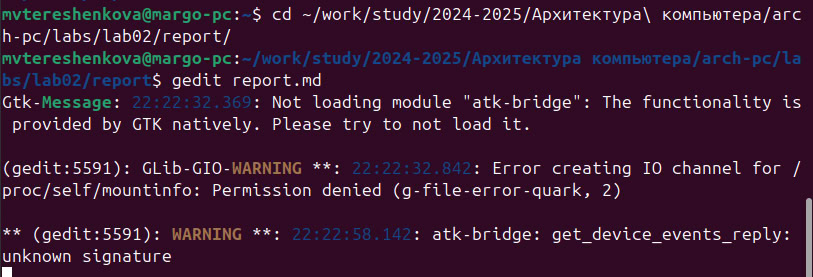 mvtereshenkova@margo-pc:~$ cd ~/work/study/2024-2025/Архитектура\ компьютера/arc
h-pc/labs/lab02/report/
mvtereshenkova@margo-pc:~/work/study/2024-2025/Архитектура компьютера/arch-pc/la
bs/lab02/report$ gedit report.md
Gtk-Message: 22:22:32.369: Not loading module "atk-bridge": The functionality is
 provided by GTK natively. Please try to not load it.
(gedit:5591): GLib-GIO-WARNING **: 22:22:32.842: Error creating IO channel for /
proc/self/mountinfo: Permission denied (g-file-error-quark, 2)
** (gedit:5591): WARNING **: 22:22:58.142: atk-bridge: get_device_events_reply:
unknown signature